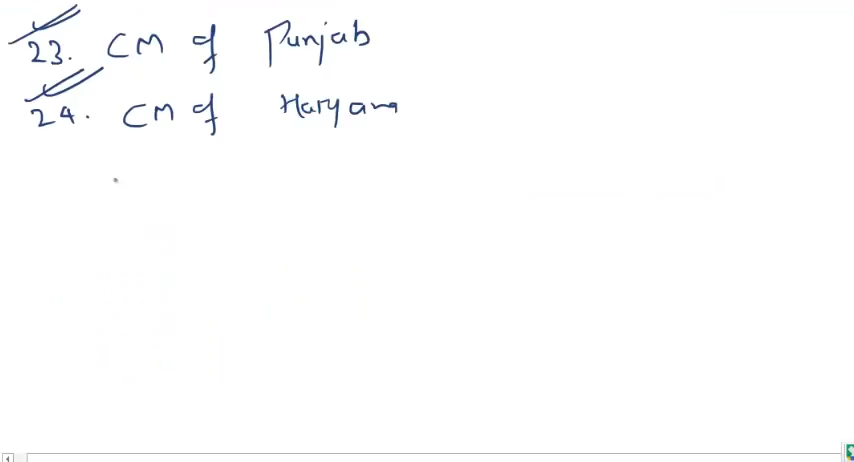 23. CM of Punjab
24. CM of Haryana